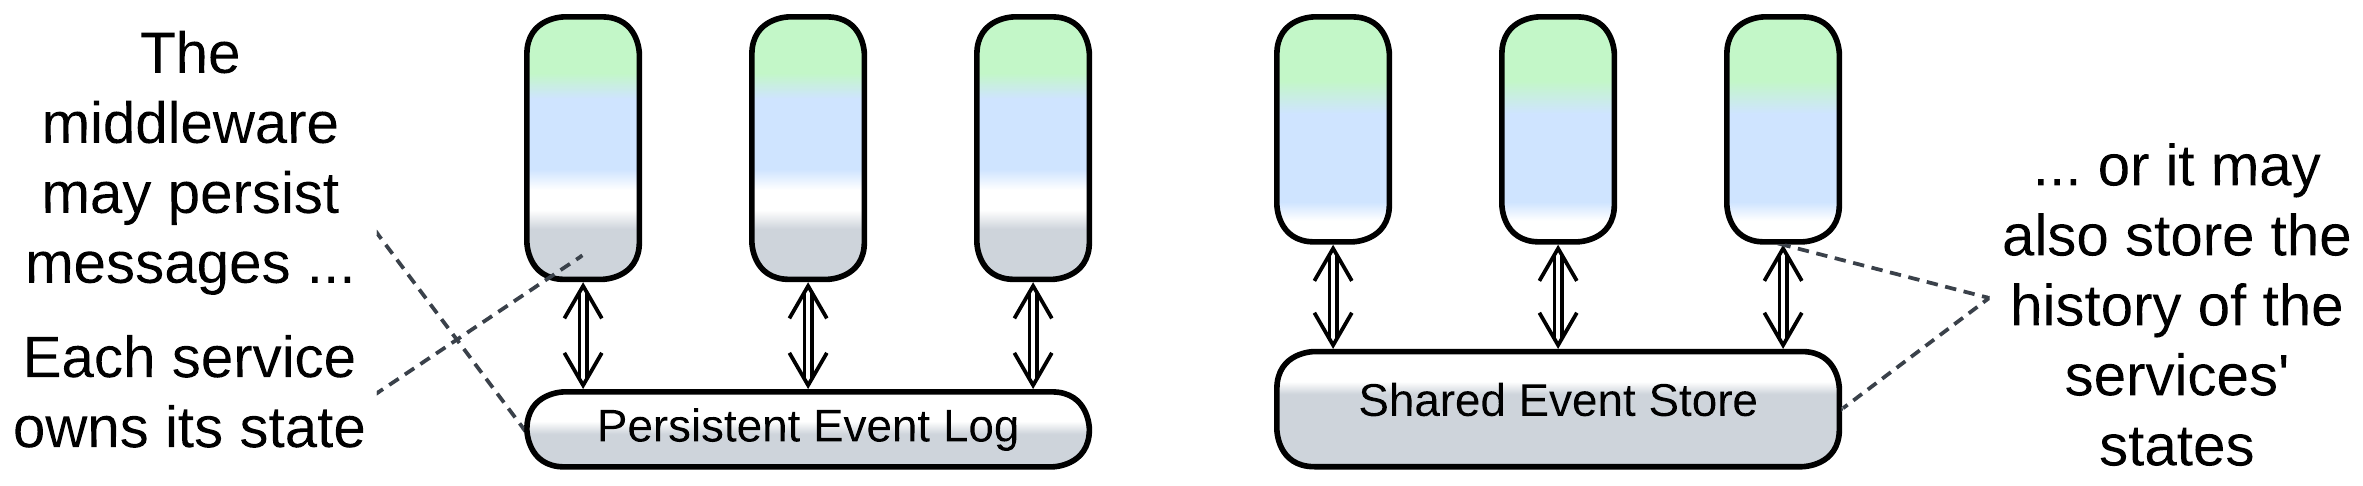 The
middleware
may persist
messages ...
Each service
owns its state
Persistent Event Log
Shared Event Store
... or it may
also store the
history of the
services'
states